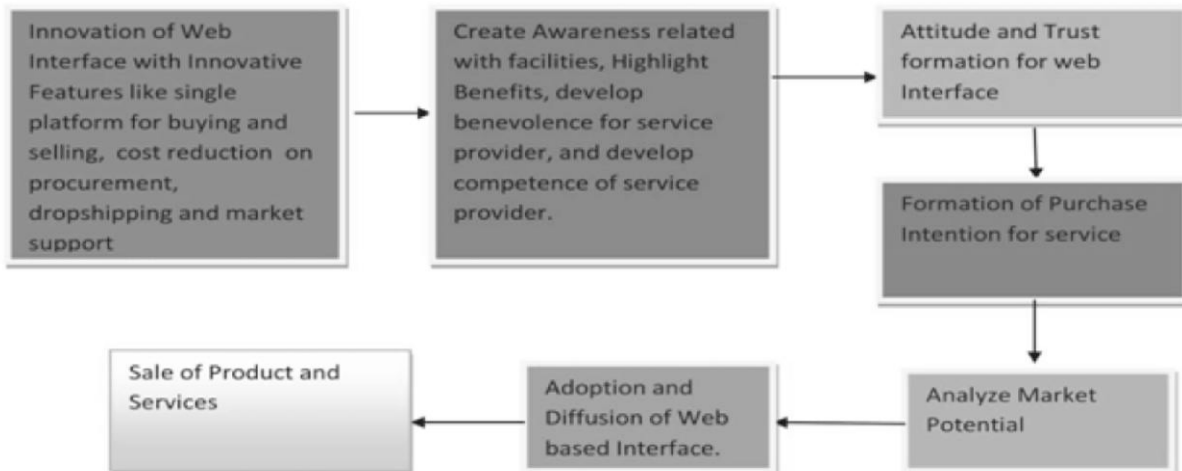 Innovation of Web
Interface with Innovative
Features like single
platform for buying and
selling, cost reduction on
procurement,
dropshipping and market
support
Create Awareness related
with facilities, Highlight
Benefits, develop
benevolence for service
provider, and develop
competence of service
provider.
Attitude and Trust
formation for web
Interface
Formation of Purchase
Intention for service
Analyze Market
Potential
Adoption and
Diffusion of Web
based Interface.
Sale of Product and
Services